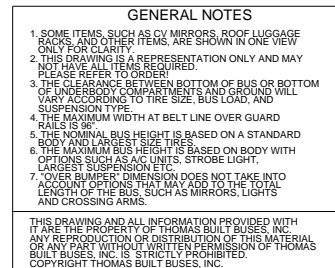 GENERAL NOTES
1. SOME ITEMS, SUCH AS CV MIRRORS, ROOF LUGGAGE
RACKS, AND OTHER ITEMS, ARE SHOWN IN ONE VIEW
ONLY FOR CLARITY.
2. THIS DRAWING IS A REPRESENTATION ONLY AND MAY
NOT HAVE ALL ITEMS REQUIRED.
PLEASE REFER TO ORDER!
3. THE CLEARANCE BETWEEN BOTTOM OF BUS OR BOTTOM
OF UNDERBODY COMPARTMENTS AND GROUND WILL
VARY ACCORDING TO TIRE SIZE, BUS LOAD, AND
SUSPENSION TYPE.
4. THE MAXIMUM WIDTH AT BELT LINE OVER GUARD
RAILS IS 96".
5. THE NOMINAL BUS HEIGHT IS BASED ON A STANDARD
BODY AND LARGEST SIZE TIRES.
6. THE MAXIMUM BUS HEIGHT IS BASED ON BODY WITH
OPTIONS SUCH AS A/C UNITS, STROBE LIGHT,
LARGEST SUSPENSION ETC.
7. "OVER BUMPER" DIMENSION DOES NOT TAKE INTO
ACCOUNT OPTIONS THAT MAY ADD TO THE TOTAL
LENGTH OF THE BUS, SUCH AS MIRRORS, LIGHTS
AND CROSSING ARMS.
THIS DRAWING AND ALL INFORMATION PROVIDED WITH
IT ARE THE PROPERTY OF THOMAS BUILT BUSES, INC.
ANY REPRODUCTION OR DISTRIBUTION OF THIS MATERIAL
OR ANY PART WITHOUT WRITTEN PERMISSION OF THOMAS
BUILT BUSES, INC. IS STRICTLY PROHIBITED.
COPYRIGHT THOMAS BUILT BUSES, INC.